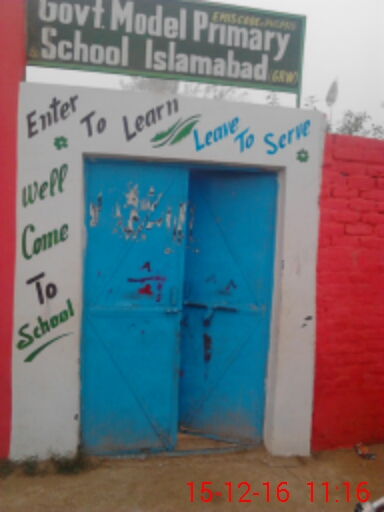 Govt. Model Primary
School Islamabad (GRW)
Enter To Learn Leave To Serve
Well
Come
To
School
15-12-16 11:16